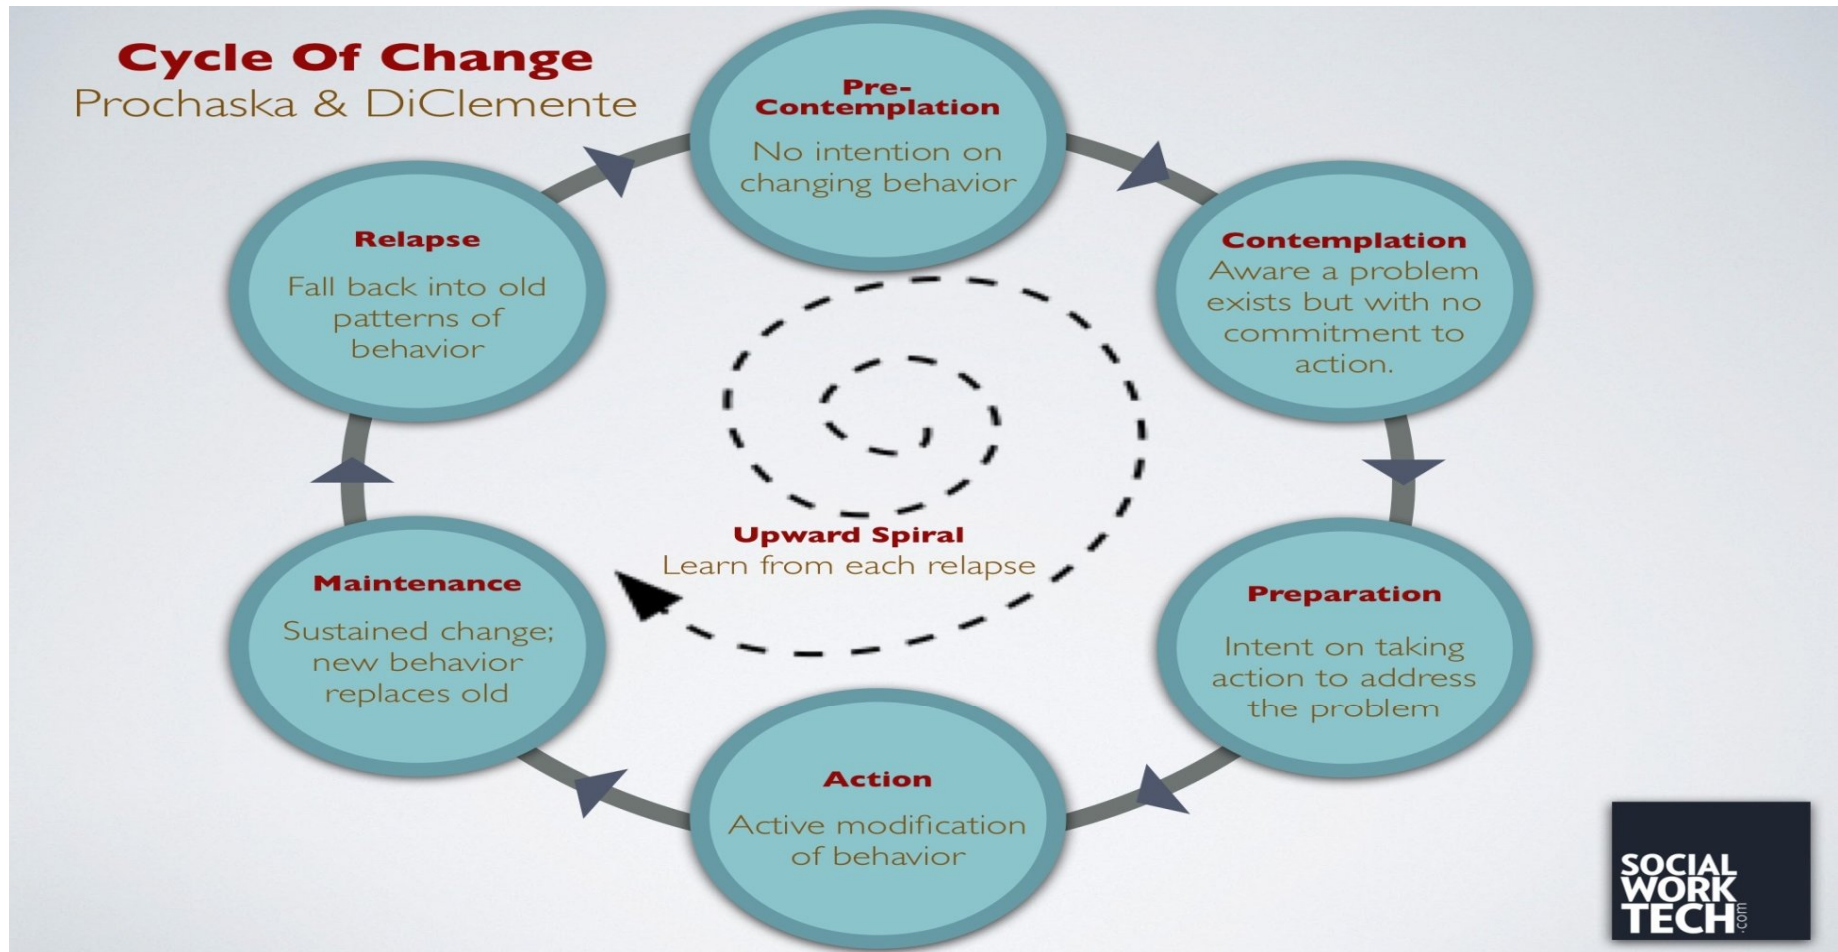 Cycle Of Change
Prochaska & DiClemente
Pre-
Contemplation
No intention on
changing behavior
Contemplation
Aware a problem
exists but with no
commitment to
action.
Preparation
Intent on taking
action to address
the problem
Action
Active modification
of behavior
Maintenance
Sustained change;
new behavior
replaces old
Relapse
Fall back into old
patterns of
behavior
Upward Spiral
Learn from each relapse
SOCIAL
WORK
TECH.com